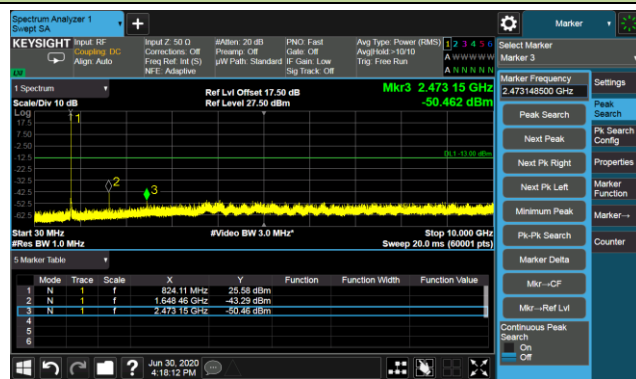 Spectrum Analyzer 1
Swept SA
Marker
KEYSIGHT
Input: RF
Coupling: DC
Align: Auto
Input Z: 50 Ω
Corrections: Off
Freq Ref: Int (S)
NFE: Adaptive
#Atten: 20 dB
Preamp: Off
µW Path: Standard
PNO: Fast
Gate: Off
IF Gain: Low
Sig Track: Off
Avg Type: Power (RMS)
Avg|Hold:>10/10
Trig: Free Run
1 2 3 4 5 6
A W W W W W
A N N N N N
Select Marker
Marker 3
1 Spectrum
Scale/Div 10 dB
Log
Ref Lvl Offset 17.50 dB
Ref Level 27.50 dBm
Mkr3 2.473 15 GHz
-50.462 dBm
Marker Frequency
2.473148500 GHz
Settings
Peak Search
Next Peak
Next Pk Right
Next Pk Left
Minimum Peak
Pk-Pk Search
Marker Delta
Mkr→CF
Mkr→Ref Lvl
Continuous Peak
Search
On
Off
Peak
Search
Pk Search
Config
Properties
Marker
Function
Marker→
Counter
17.5
7.50
-2.50
-12.5
-22.5
-32.5
-42.5
-52.5
-62.5
DL1 -13.00 dBm
1
2
3
Start 30 MHz
#Res BW 1.0 MHz
#Video BW 3.0 MHz*
Stop 10.000 GHz
Sweep 20.0 ms (60001 pts)
5 Marker Table
Mode Trace Scale X Y Function Function Width Function Value
1 N 1 f 824.11 MHz 25.58 dBm
2 N 1 f 1.648 46 GHz -43.29 dBm
3 N 1 f 2.473 15 GHz -50.46 dBm
4
5
6
Jun 30, 2020
4:18:12 PM